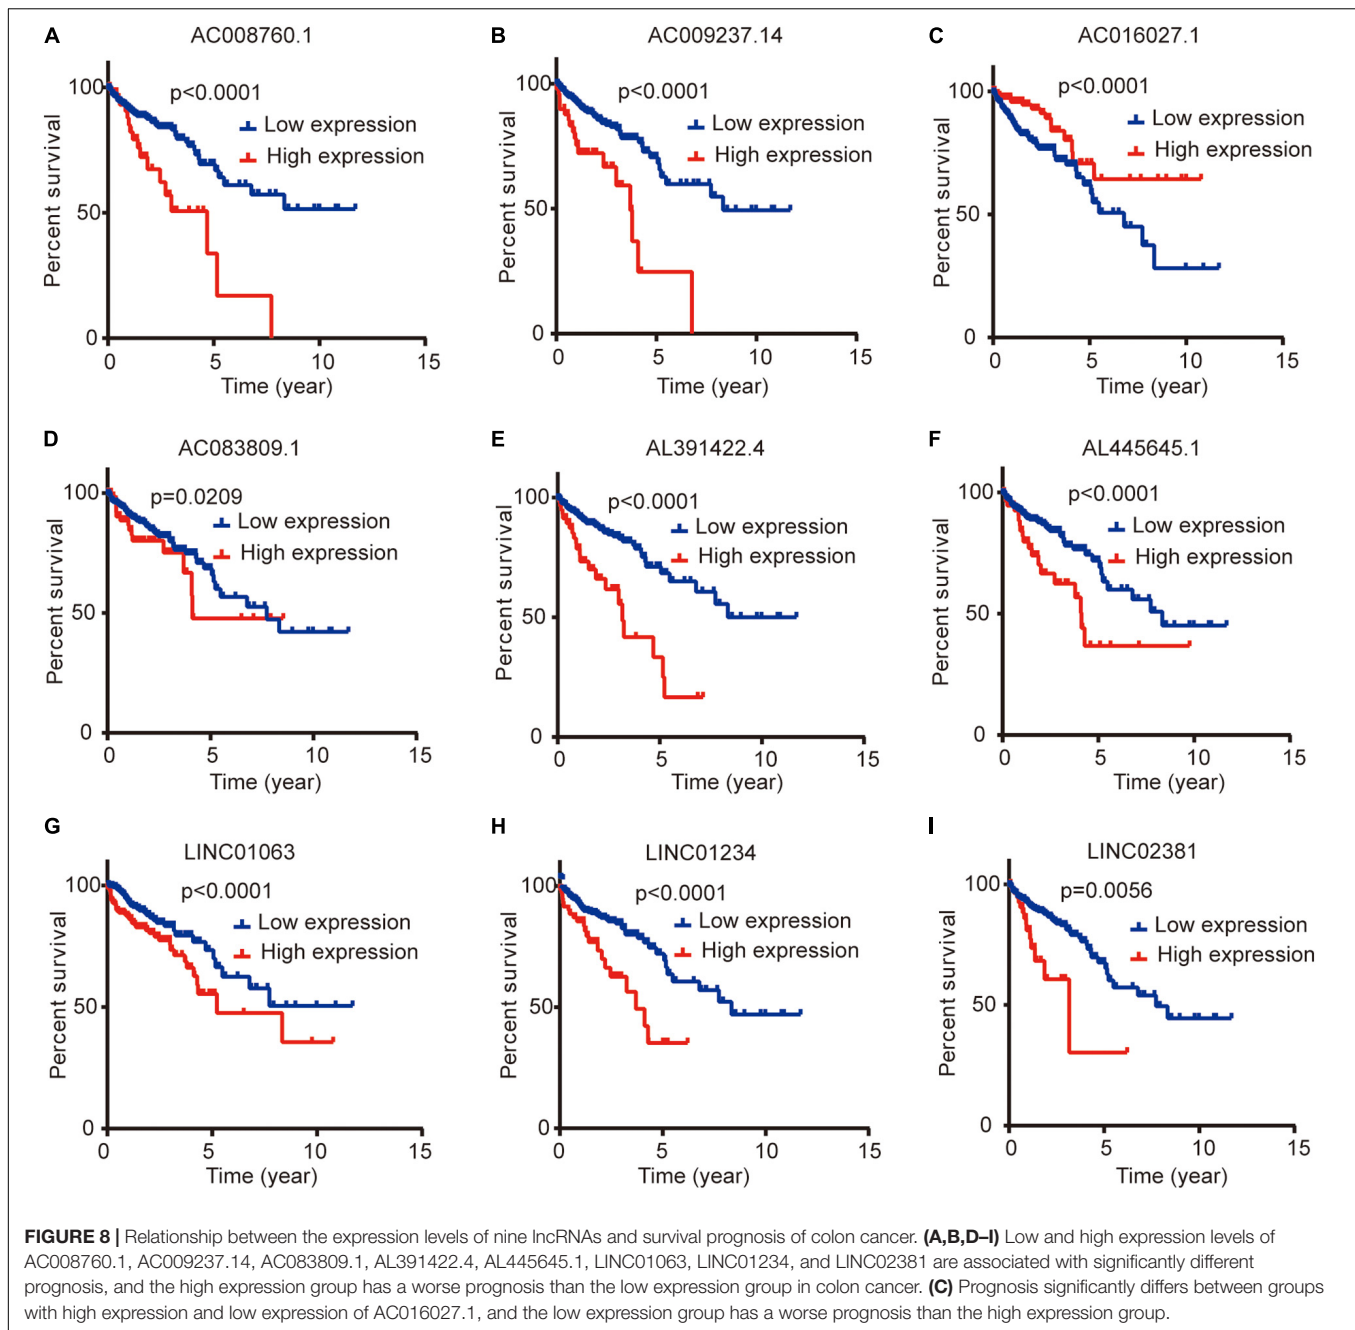 A
AC008760.1
p<0.0001
Low expression
High expression
Percent survival
100
50
0
0 5 10 15
Time (year)
B
AC009237.14
p<0.0001
Low expression
High expression
Percent survival
100
50
0
0 5 10 15
Time (year)
C
AC016027.1
p<0.0001
Low expression
High expression
Percent survival
100
50
0
0 5 10 15
Time (year)
D
AC083809.1
p=0.0209
Low expression
High expression
Percent survival
100
50
0
0 5 10 15
Time (year)
E
AL391422.4
p<0.0001
Low expression
High expression
Percent survival
100
50
0
0 5 10 15
Time (year)
F
AL445645.1
p<0.0001
Low expression
High expression
Percent survival
100
50
0
0 5 10 15
Time (year)
G
LINC01063
p<0.0001
Low expression
High expression
Percent survival
100
50
0
0 5 10 15
Time (year)
H
LINC01234
p<0.0001
Low expression
High expression
Percent survival
100
50
0
0 5 10 15
Time (year)
I
LINC02381
p=0.0056
Low expression
High expression
Percent survival
100
50
0
0 5 10 15
Time (year)
FIGURE 8 | Relationship between the expression levels of nine lncRNAs and survival prognosis of colon cancer. (A,B,D–I) Low and high expression levels of
AC008760.1, AC009237.14, AC083809.1, AL391422.4, AL445645.1, LINC01063, LINC01234, and LINC02381 are associated with significantly different
prognosis, and the high expression group has a worse prognosis than the low expression group in colon cancer. (C) Prognosis significantly differs between groups
with high expression and low expression of AC016027.1, and the low expression group has a worse prognosis than the high expression group.